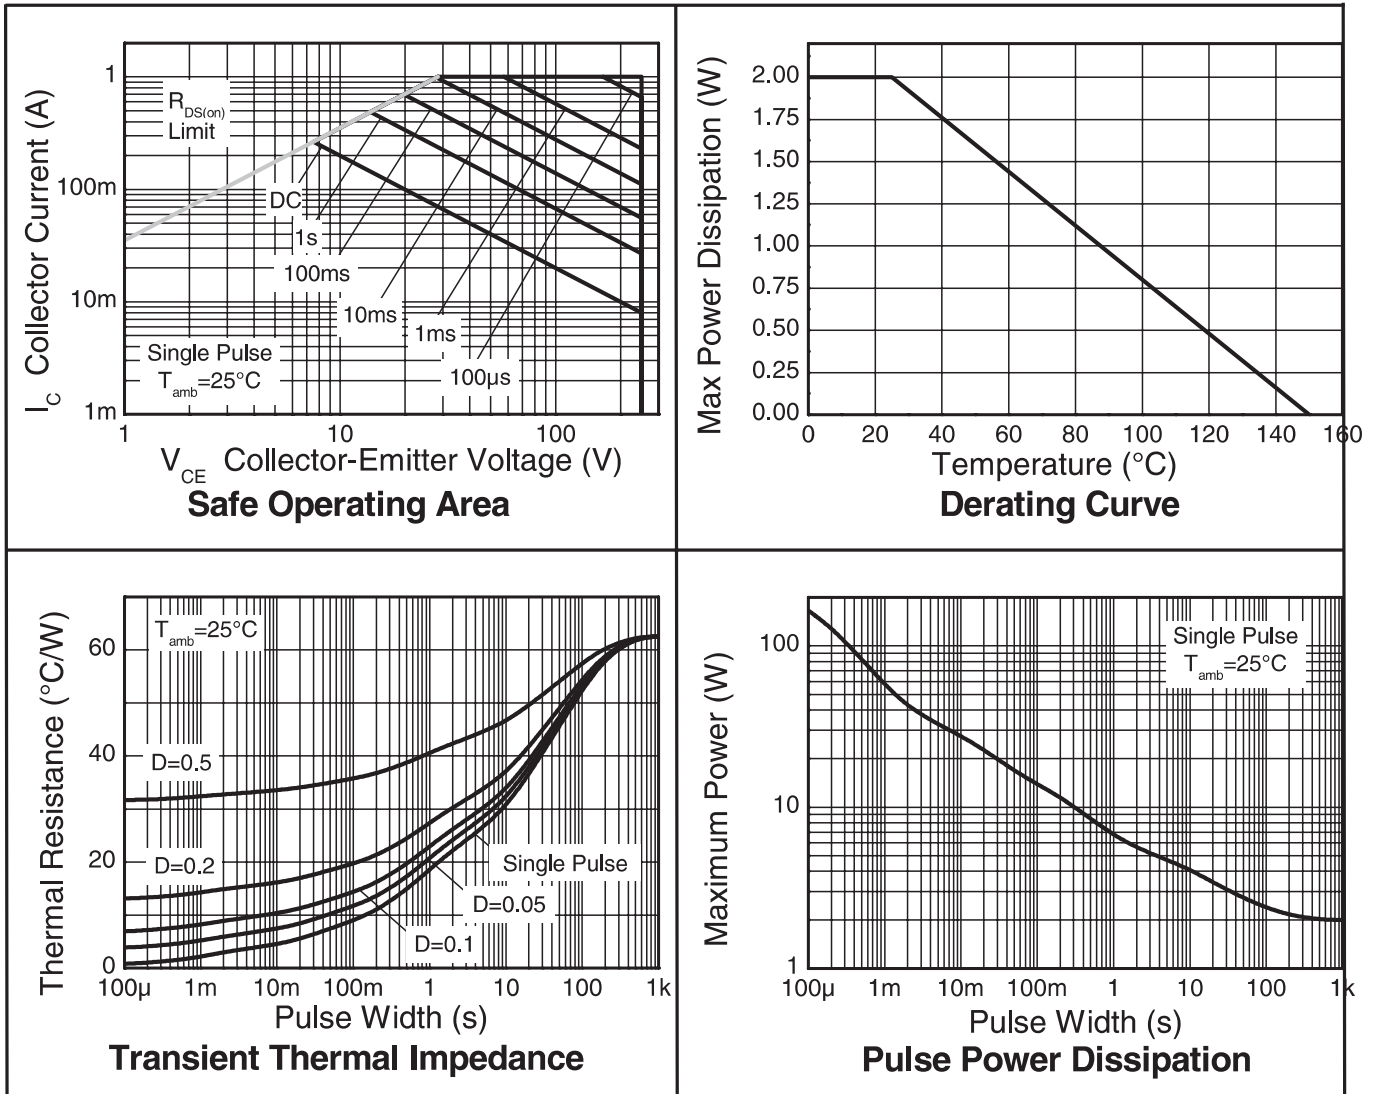 1
100m
10m
1m
R DS(on)
Limit
DC
1s
100ms
10ms
1ms
100µs
Single Pulse
T amb=25°C
1 10 100
I C Collector Current (A)
V CE Collector-Emitter Voltage (V)
Safe Operating Area
2.00
1.75
1.50
1.25
1.00
0.75
0.50
0.25
0.00
0 20 40 60 80 100 120 140 160
Max Power Dissipation (W)
Temperature (°C)
Derating Curve
T amb=25°C
60
40
20
0
D=0.5
D=0.2
Single Pulse
D=0.05
D=0.1
100µ 1m 10m 100m 1 10 100 1k
Thermal Resistance (°C/W)
Pulse Width (s)
Transient Thermal Impedance
Single Pulse
T amb=25°C
100
10
1
100µ 1m 10m 100m 1 10 100 1k
Maximum Power (W)
Pulse Width (s)
Pulse Power Dissipation